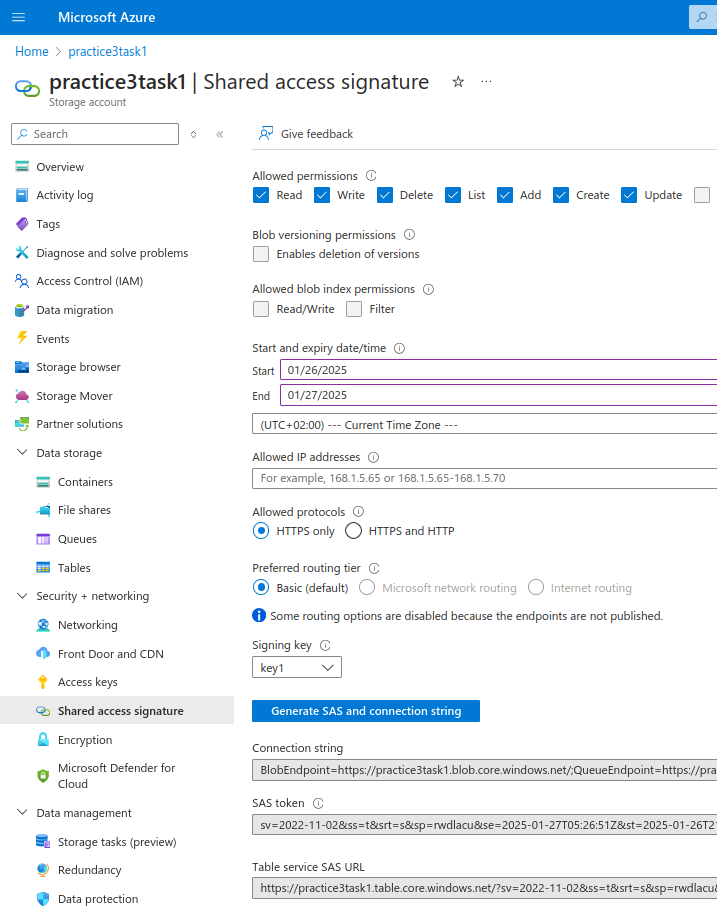 Microsoft Azure
Home > practice3task1
practice3task1 | Shared access signature
Storage account
Search
Overview
Activity log
Tags
Diagnose and solve problems
Access Control (IAM)
Data migration
Events
Storage browser
Storage Mover
Partner solutions
Data storage
Containers
File shares
Queues
Tables
Security + networking
Networking
Front Door and CDN
Access keys
Shared access signature
Encryption
Microsoft Defender for
Cloud
Data management
Storage tasks (preview)
Redundancy
Data protection
Give feedback
Allowed permissions
Read Write Delete List Add Create Update
Blob versioning permissions
Enables deletion of versions
Allowed blob index permissions
Read/Write Filter
Start and expiry date/time
Start 01/26/2025
End 01/27/2025
(UTC+02:00) --- Current Time Zone ---
Allowed IP addresses
For example, 168.1.5.65 or 168.1.5.65-168.1.5.70
Allowed protocols
HTTPS only HTTPS and HTTP
Preferred routing tier
Basic (default) Microsoft network routing Internet routing
Some routing options are disabled because the endpoints are not published.
Signing key
key1
Generate SAS and connection string
Connection string
BlobEndpoint=https://practice3task1.blob.core.windows.net/;QueueEndpoint=https://pra
SAS token
sv=2022-11-02&ss=t&srt=s&sp=rwdlacu&se=2025-01-27T05:26:51Z&st=2025-01-26T21
Table service SAS URL
https://practice3task1.table.core.windows.net/?sv=2022-11-02&ss=t&srt=s&sp=rwdlacu&